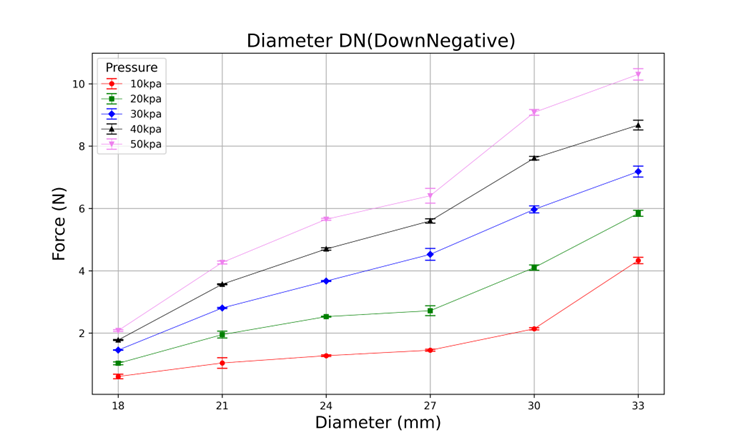 Diameter DN(DownNegative)
Pressure
10kpa
20kpa
30kpa
40kpa
50kpa
10
8
6
4
2
Force (N)
18 21 24 27 30 33
Diameter (mm)